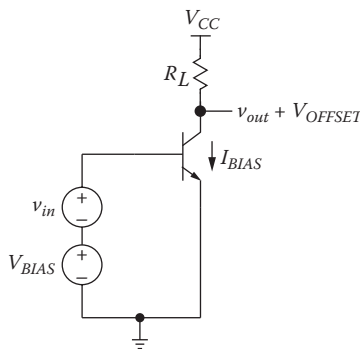 V_CC
R_L
v_out + V_OFFSET
I_BIAS
+
v_in
−
+
V_BIAS
−